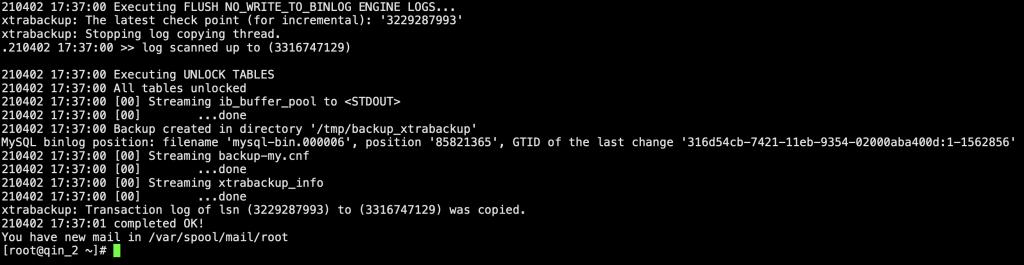 210402 17:37:00 Executing FLUSH NO_WRITE_TO_BINLOG ENGINE LOGS...
xtrabackup: The latest check point (for incremental): '3229287993'
xtrabackup: Stopping log copying thread.
.210402 17:37:00 >> log scanned up to (3316747129)
210402 17:37:00 Executing UNLOCK TABLES
210402 17:37:00 All tables unlocked
210402 17:37:00 [00] Streaming ib_buffer_pool to <STDOUT>
210402 17:37:00 [00]        ...done
210402 17:37:00 Backup created in directory '/tmp/backup_xtrabackup'
MySQL binlog position: filename 'mysql-bin.000006', position '85821365', GTID of the last change '316d54cb-7421-11eb-9354-02000aba400d:1-1562856'
210402 17:37:00 [00] Streaming backup-my.cnf
210402 17:37:00 [00]        ...done
210402 17:37:00 [00] Streaming xtrabackup_info
210402 17:37:00 [00]        ...done
xtrabackup: Transaction log of lsn (3229287993) to (3316747129) was copied.
210402 17:37:01 completed OK!
You have new mail in /var/spool/mail/root
[root@qin_2 ~]#